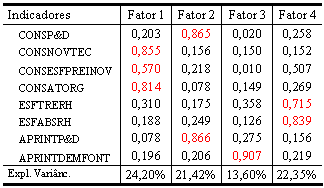 Indicadores Fator 1 Fator 2 Fator 3 Fator 4
CONSP&D 0,203 0,865 0,020 0,258
CONSNOVTEC 0,855 0,156 0,150 0,152
CONSESFPREINOV 0,570 0,218 0,010 0,507
CONSATORG 0,814 0,078 0,149 0,269
ESFTRERH 0,310 0,175 0,358 0,715
ESFABSRH 0,188 0,249 0,126 0,839
APRINTP&D 0,078 0,866 0,275 0,156
APRINTDEMFONT 0,196 0,206 0,907 0,219
Expl. Variânc. 24,20% 21,42% 13,60% 22,35%